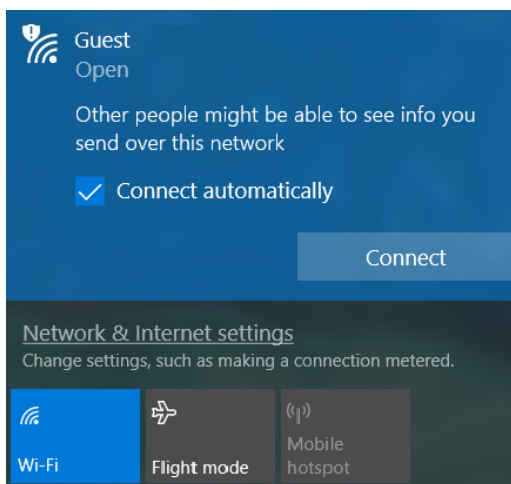 Guest
Open
Other people might be able to see info you
send over this network
Connect automatically
Connect
Network & Internet settings
Change settings, such as making a connection metered.
Wi-Fi
Flight mode
Mobile
hotspot